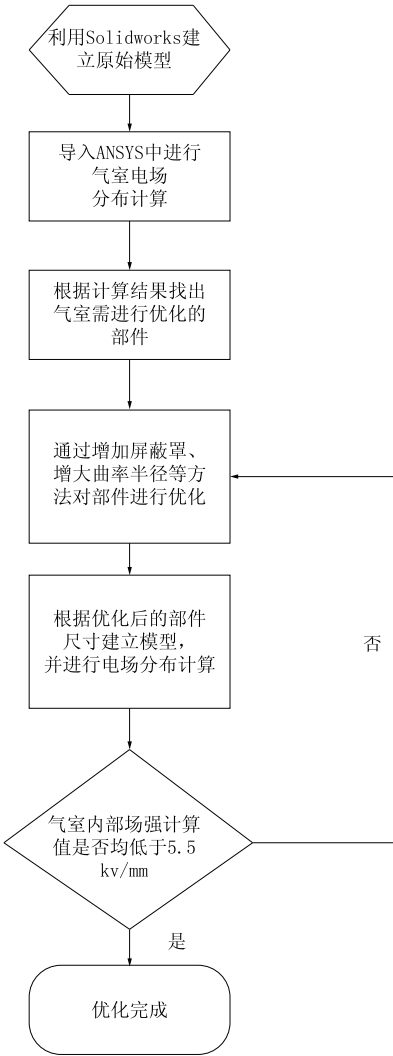 利用Solidworks建
立原始模型
导入ANSYS中进行
气室电场
分布计算
根据计算结果找出
气室需进行优化的
部件
通过增加屏蔽罩、
增大曲率半径等方
法对部件进行优化
根据优化后的部件
尺寸建立模型，
并进行电场分布计算
否
气室内部场强计算
值是否均低于5.5
kv/mm
是
优化完成